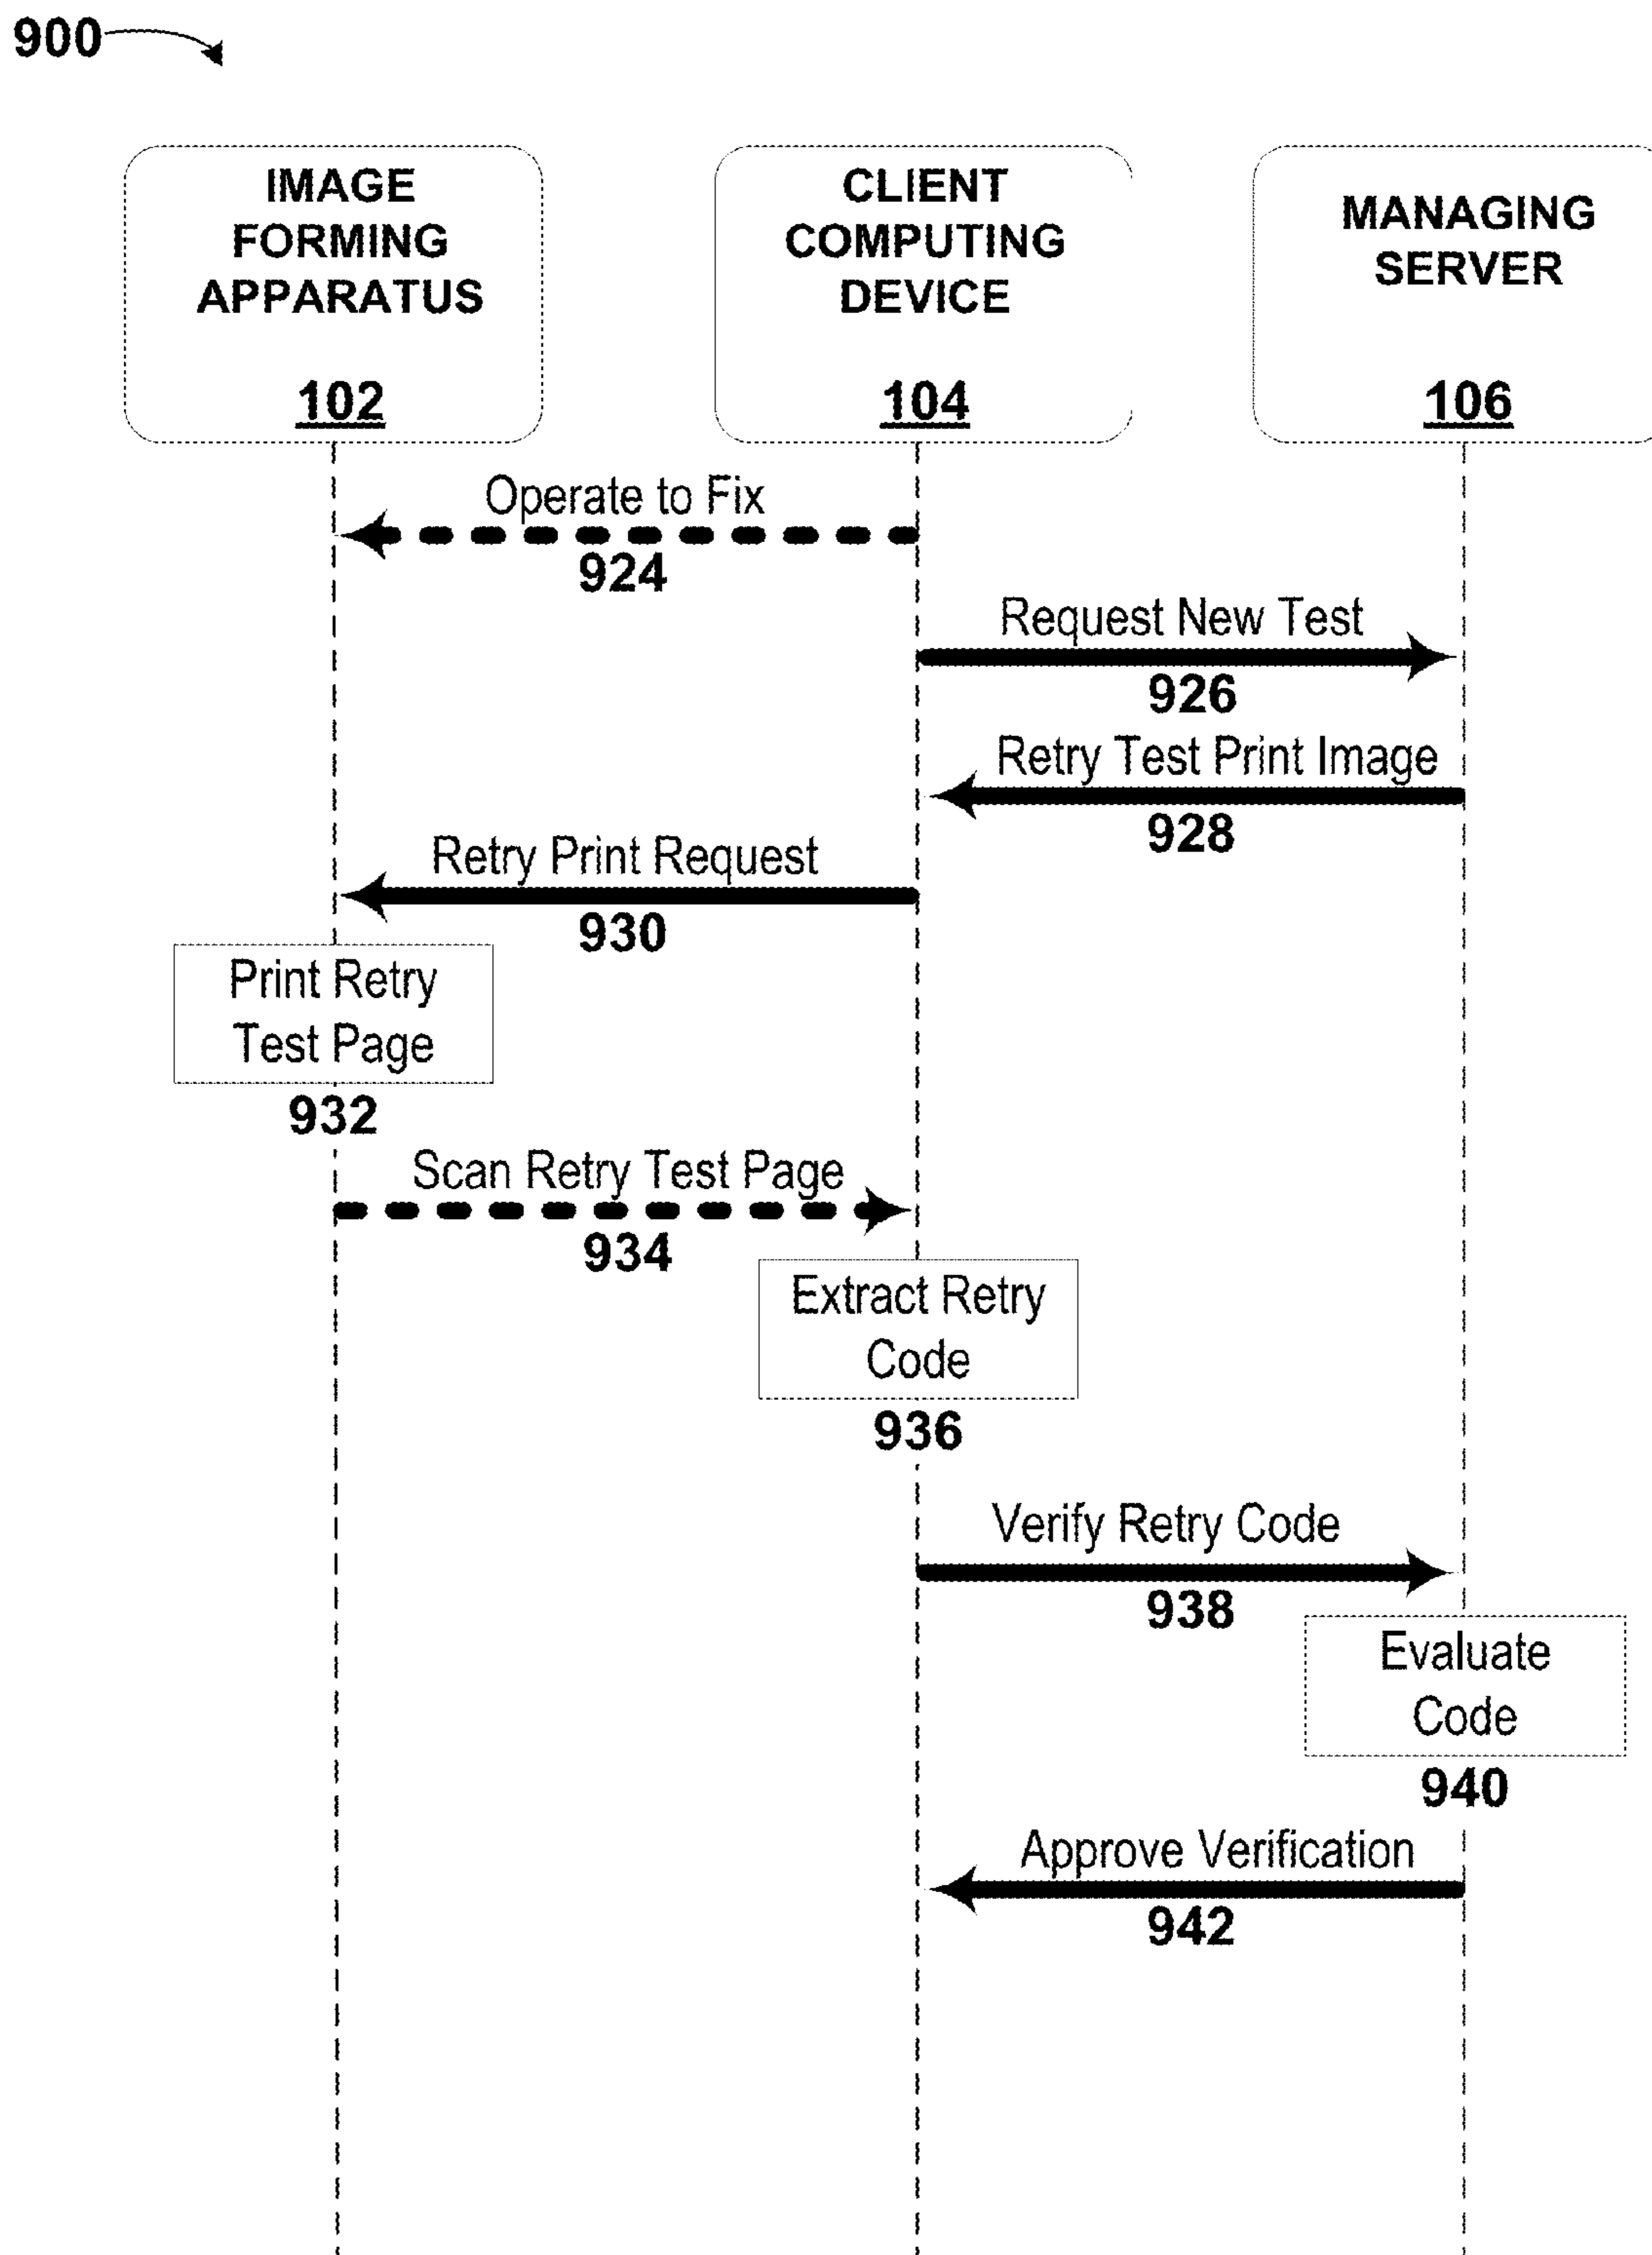 900
IMAGE
FORMING
APPARATUS
102
CLIENT
COMPUTING
DEVICE
104
MANAGING
SERVER
106
Operate to Fix
924
Request New Test
926
Retry Test Print Image
928
Retry Print Request
930
Print Retry
Test Page
932
Scan Retry Test Page
934
Extract Retry
Code
936
Verify Retry Code
938
Evaluate
Code
940
Approve Verification
942